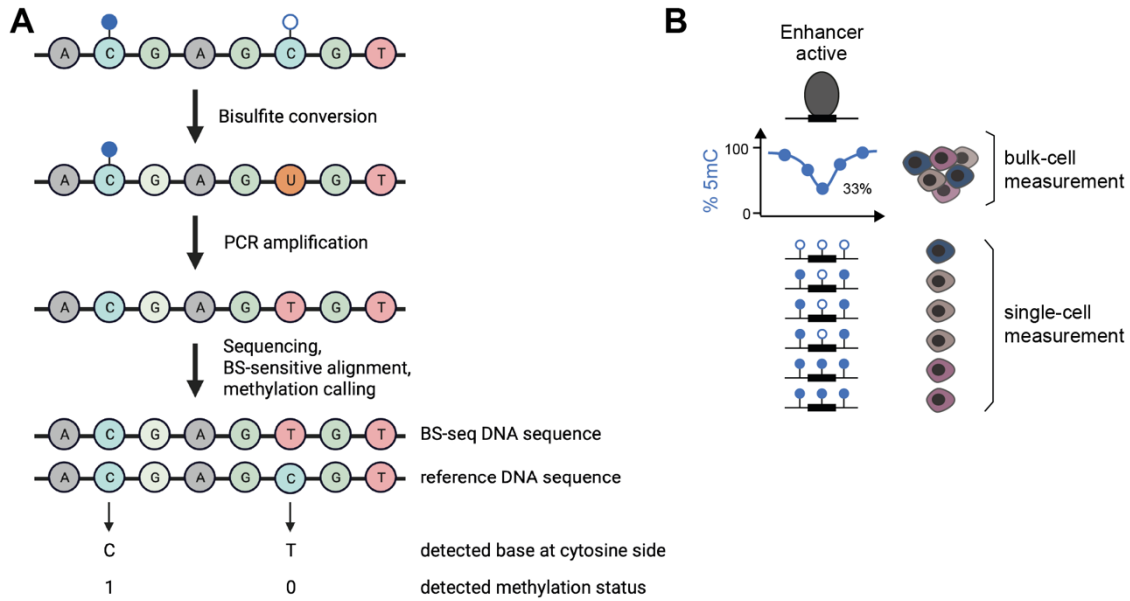 A
A C G A G C G T
Bisulfite conversion
A C G A G U G T
PCR amplification
A C G A G T G T
Sequencing,
BS-sensitive alignment,
methylation calling
A C G A G T G T BS-seq DNA sequence
A C G A G C G T reference DNA sequence
C T detected base at cytosine side
1 0 detected methylation status
B
Enhancer
active
% 5mC
100
0
33%
bulk-cell
measurement
single-cell
measurement